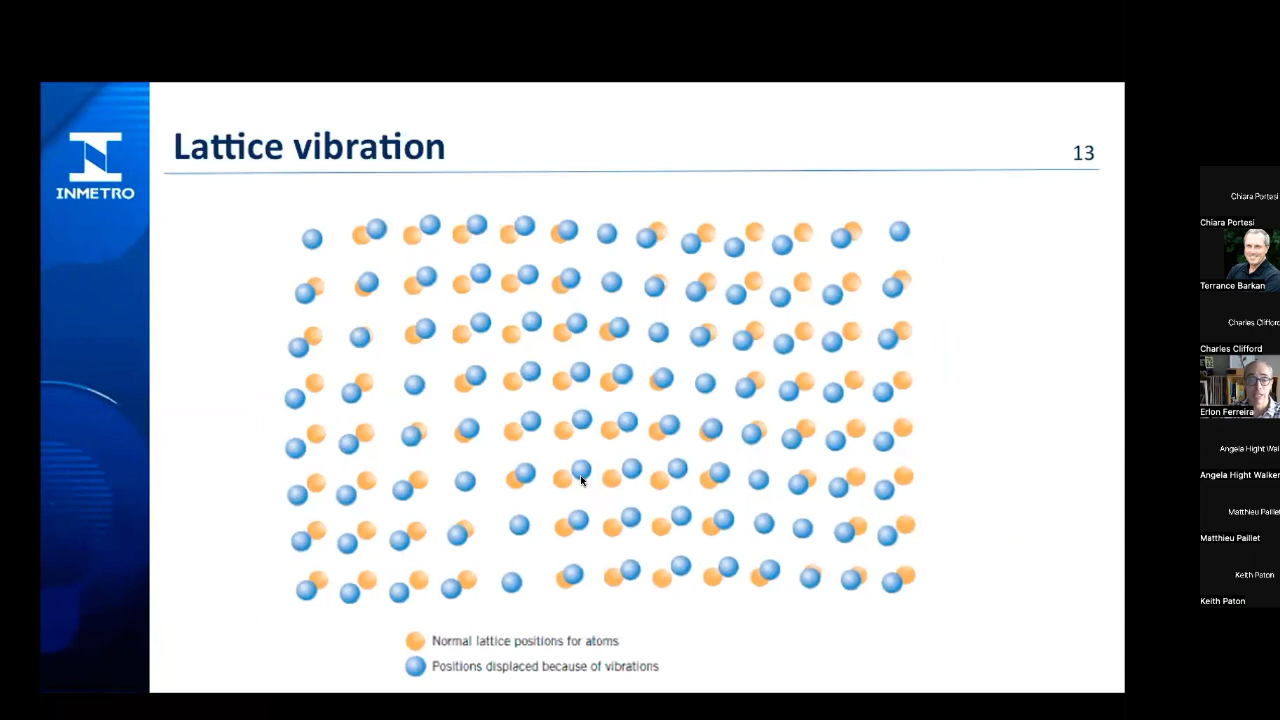 Lattice vibration
13
INMETRO
Normal lattice positions for atoms
Positions displaced because of vibrations
Chiara Portesi
Chiara Portesi
Terrance Barkan
Charles Clifford
Charles Clifford
Erlon Ferreira
Angela Hight Wal
Angela Hight Walker
Matthieu Paillet
Matthieu Paillet
Keith Paton
Keith Paton